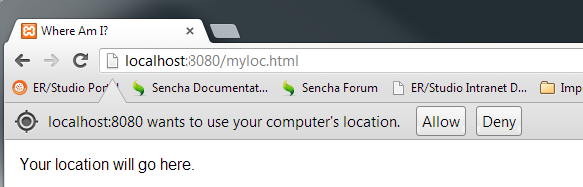 Where Am I?
localhost:8080/myloc.html
ER/Studio Port Sencha Documentat... Sencha Forum ER/Studio Intranet D... Imp
localhost:8080 wants to use your computer's location. Allow Deny
Your location will go here.